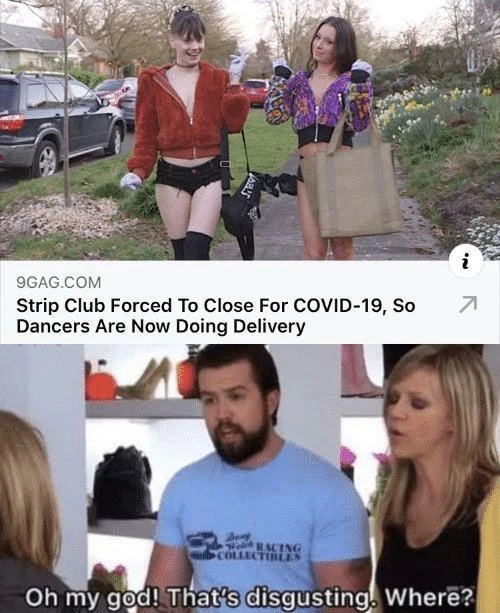 9GAG.COM
Strip Club Forced To Close For COVID-19, So
Dancers Are Now Doing Delivery
RACING
COLLECTIBLES
Oh my god! That's disgusting. Where?